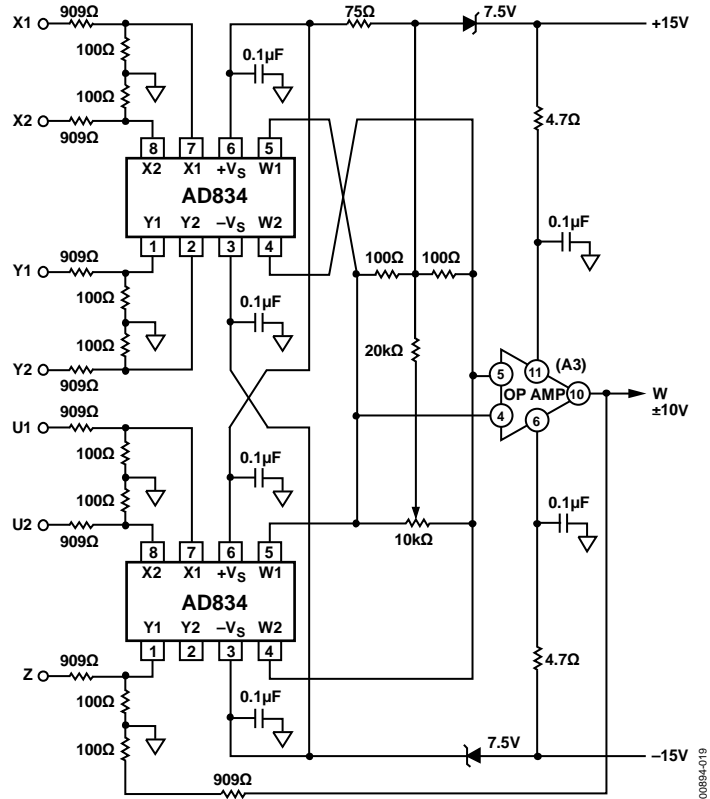 X1 909Ω 75Ω 7.5V +15V
100Ω 0.1µF
100Ω 4.7Ω
X2 909Ω
8 7 6 5
X2 X1 +VS W1
AD834 0.1µF
Y1 Y2 –VS W2
1 2 3 4
Y1 909Ω 100Ω 100Ω
100Ω 0.1µF
100Ω 20kΩ 5 11 (A3)
OP AMP 10 W
±10V
Y2 909Ω 4 6
U1 909Ω
100Ω 0.1µF
100Ω 0.1µF
U2 909Ω 10kΩ
8 7 6 5
X2 X1 +VS W1
AD834
Y1 Y2 –VS W2
1 2 3 4
Z 909Ω 4.7Ω
100Ω 0.1µF
100Ω 7.5V –15V
909Ω
00894-019